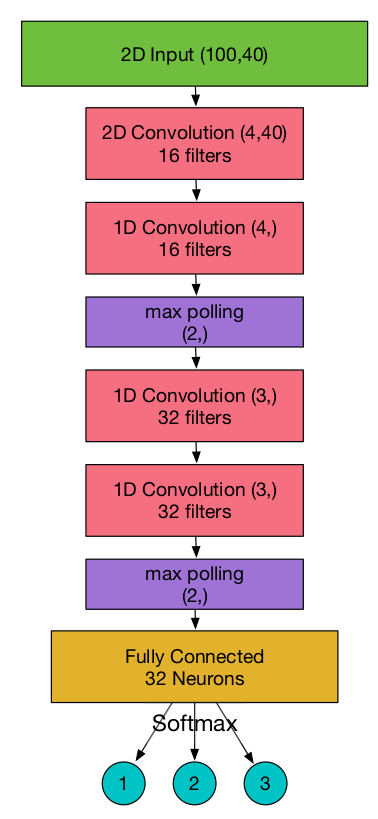 2D Input (100,40)
2D Convolution (4,40)
16 filters
1D Convolution (4,)
16 filters
max polling
(2,)
1D Convolution (3,)
32 filters
1D Convolution (3,)
32 filters
max polling
(2,)
Fully Connected
32 Neurons
Softmax
1 2 3